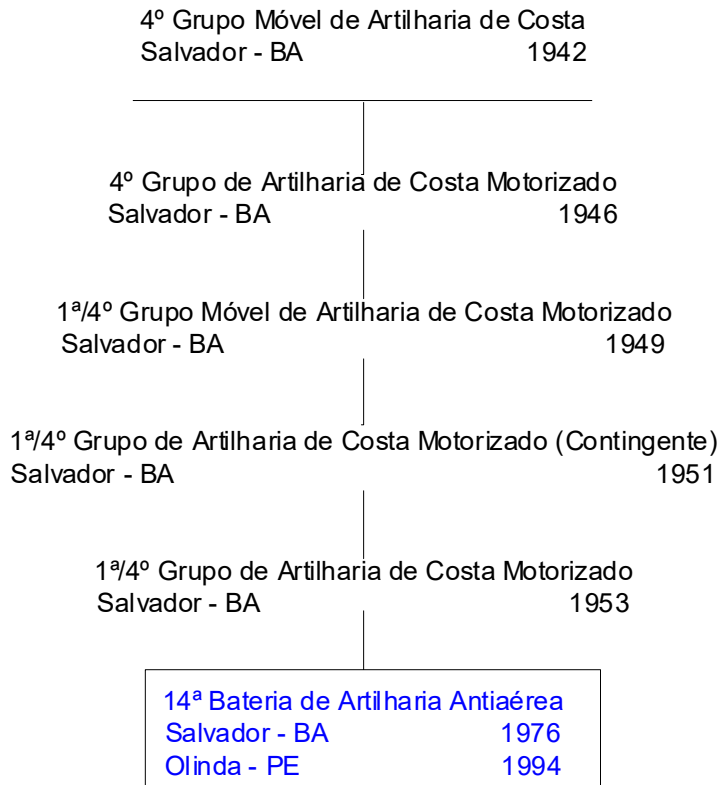 4º Grupo Móvel de Artilharia de Costa
Salvador - BA 1942
4º Grupo de Artilharia de Costa Motorizado
Salvador - BA 1946
1ª/4º Grupo Móvel de Artilharia de Costa Motorizado
Salvador - BA 1949
1ª/4º Grupo de Artilharia de Costa Motorizado (Contingente)
Salvador - BA 1951
1ª/4º Grupo de Artilharia de Costa Motorizado
Salvador - BA 1953
14ª Bateria de Artilharia Antiaérea
Salvador - BA 1976
Olinda - PE 1994